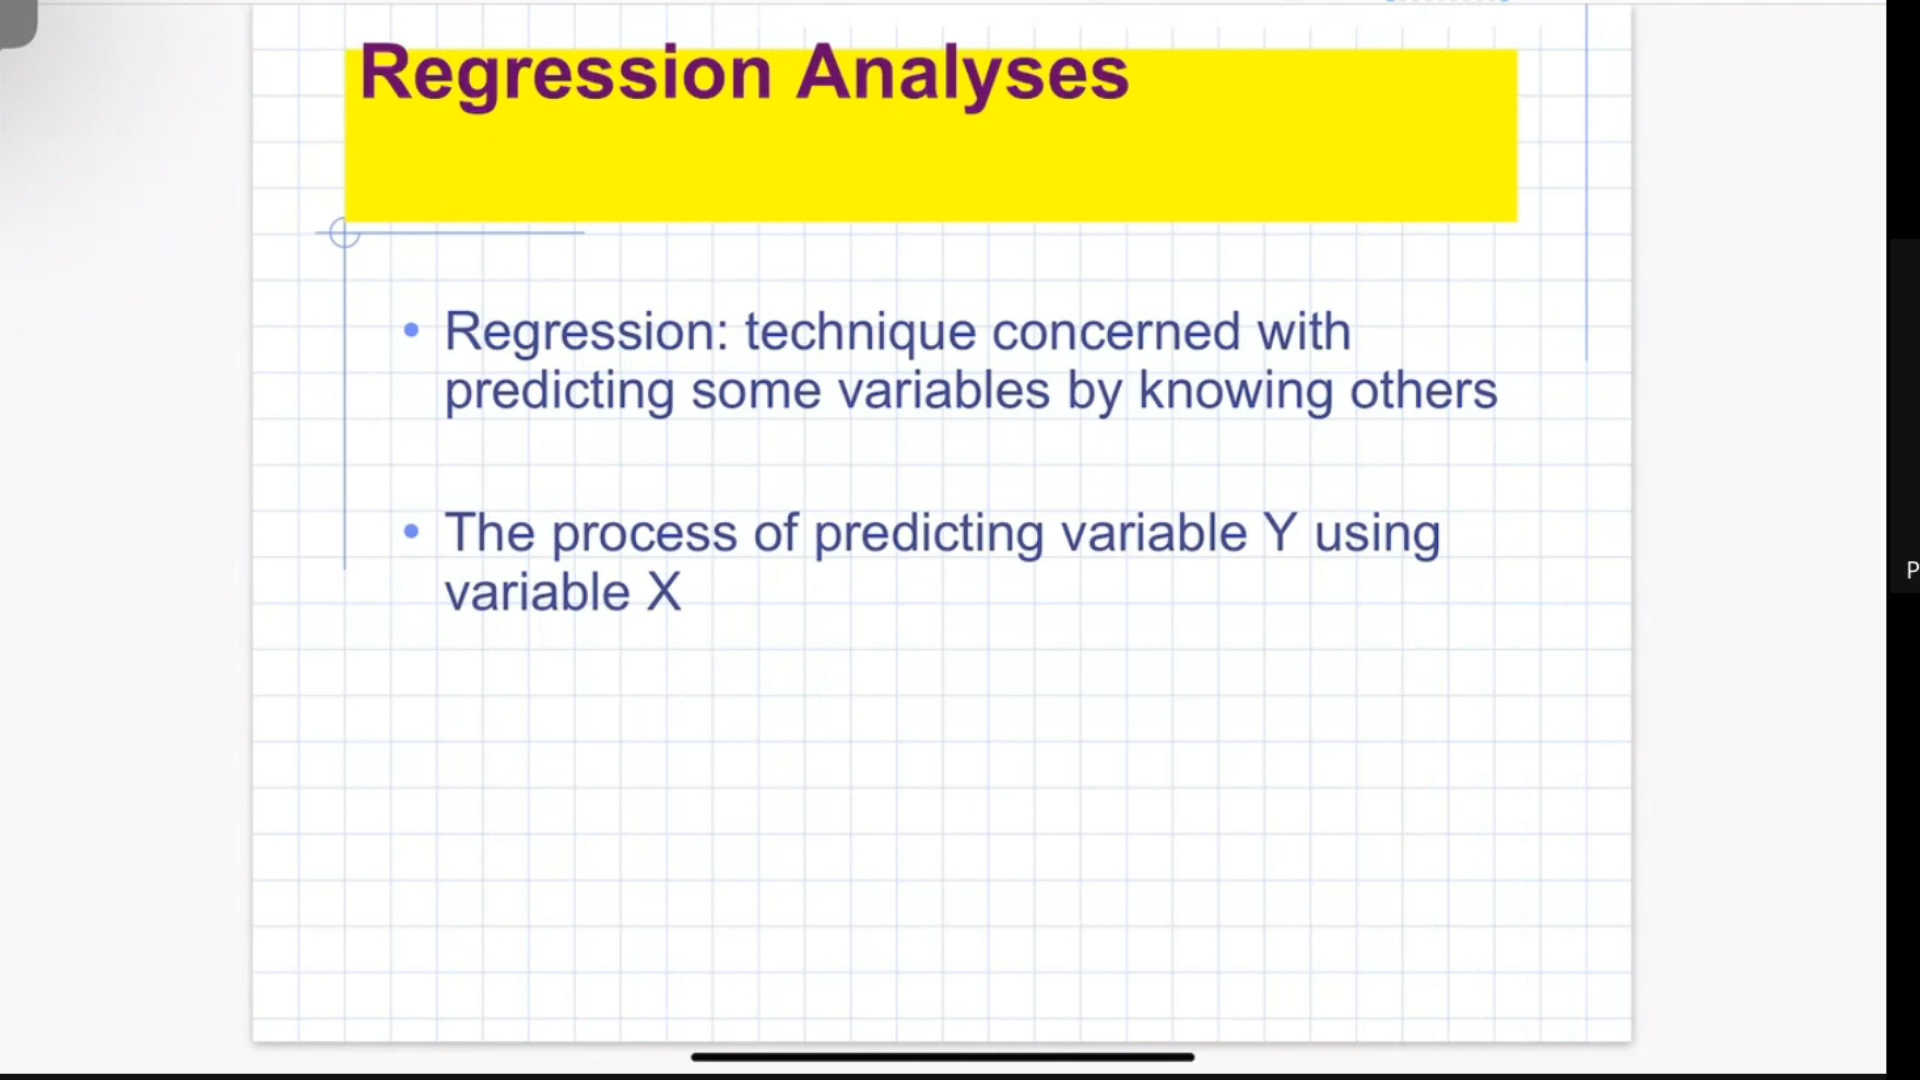 Regression Analyses
• Regression: technique concerned with
predicting some variables by knowing others
• The process of predicting variable Y using
variable X
P